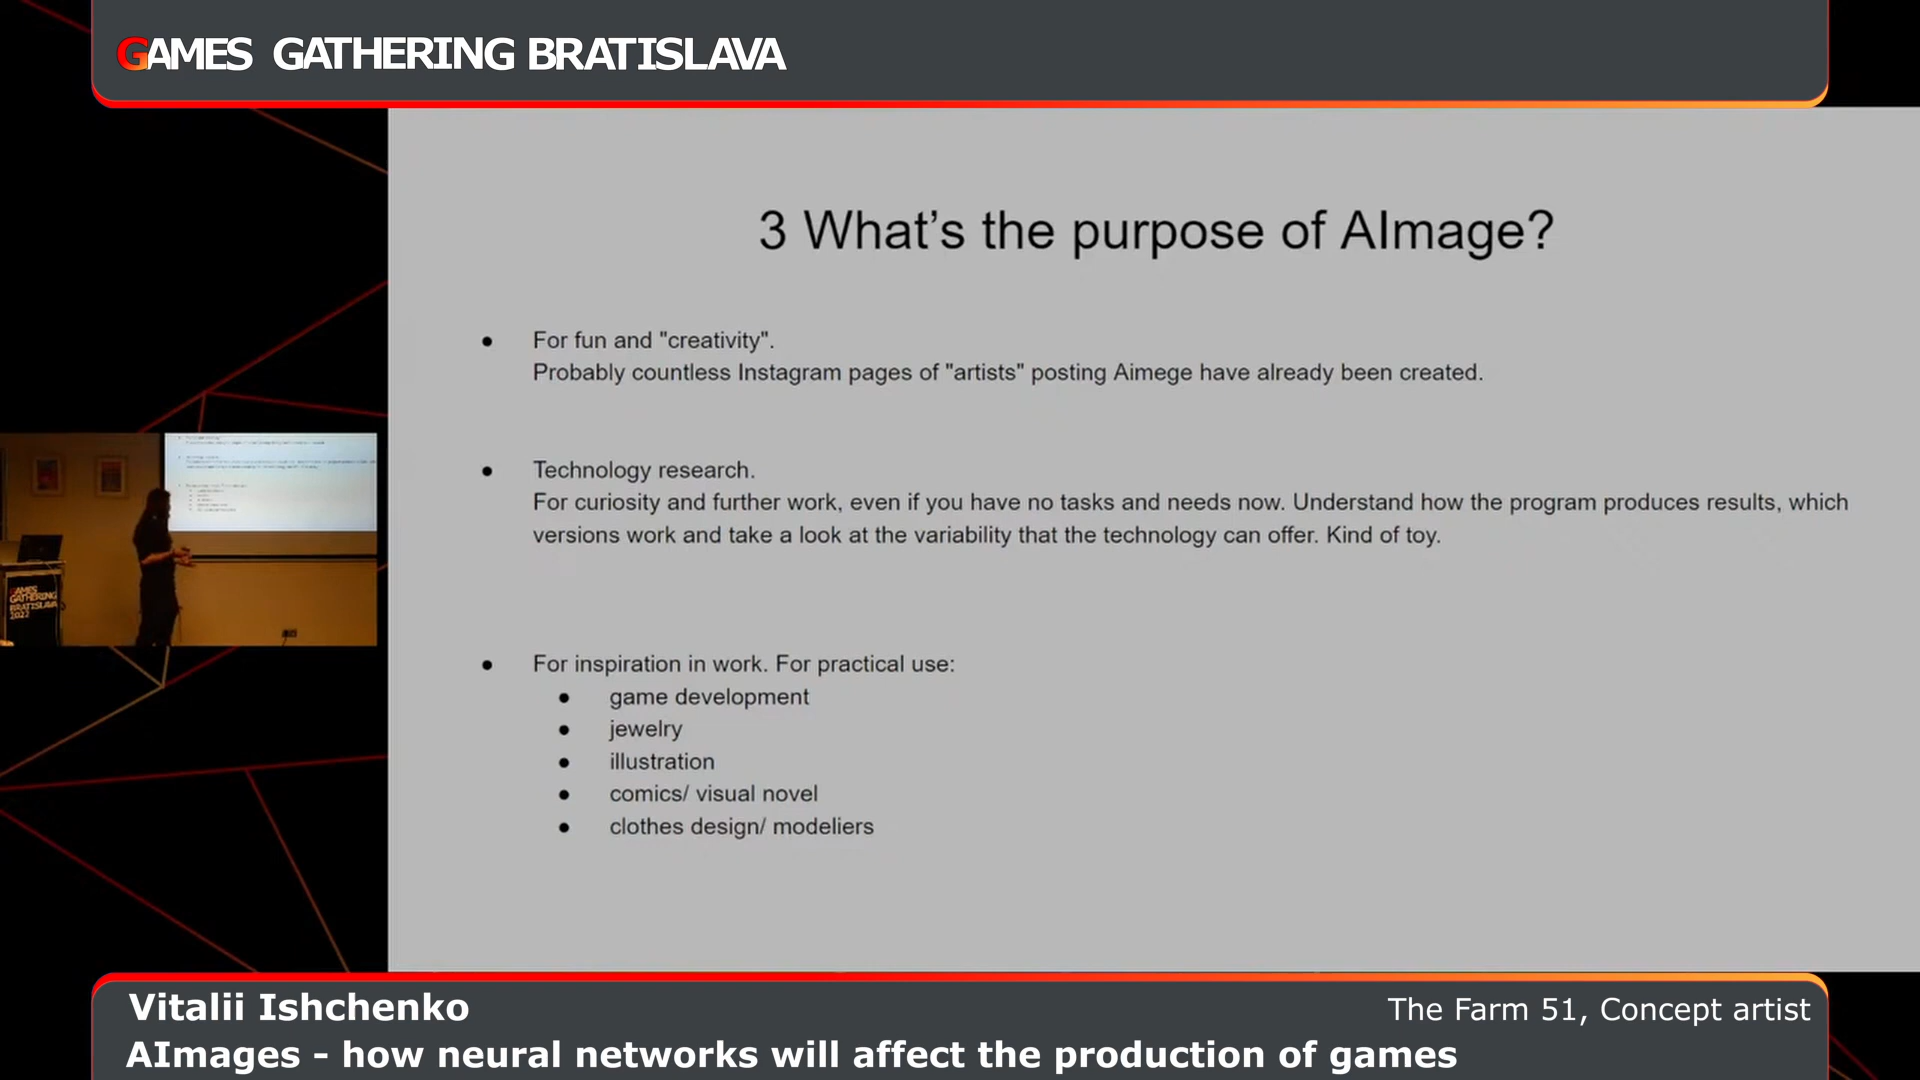 GAMES GATHERING BRATISLAVA
3 What's the purpose of AImage?
● For fun and "creativity".
Probably countless Instagram pages of "artists" posting Aimege have already been created.
● Technology research.
For curiosity and further work, even if you have no tasks and needs now. Understand how the program produces results, which
versions work and take a look at the variability that the technology can offer. Kind of toy.
● For inspiration in work. For practical use:
● game development
● jewelry
● illustration
● comics/ visual novel
● clothes design/ modeliers
GAMES
GATHERING
BRATISLAVA
2022
Vitalii Ishchenko
The Farm 51, Concept artist
AImages - how neural networks will affect the production of games